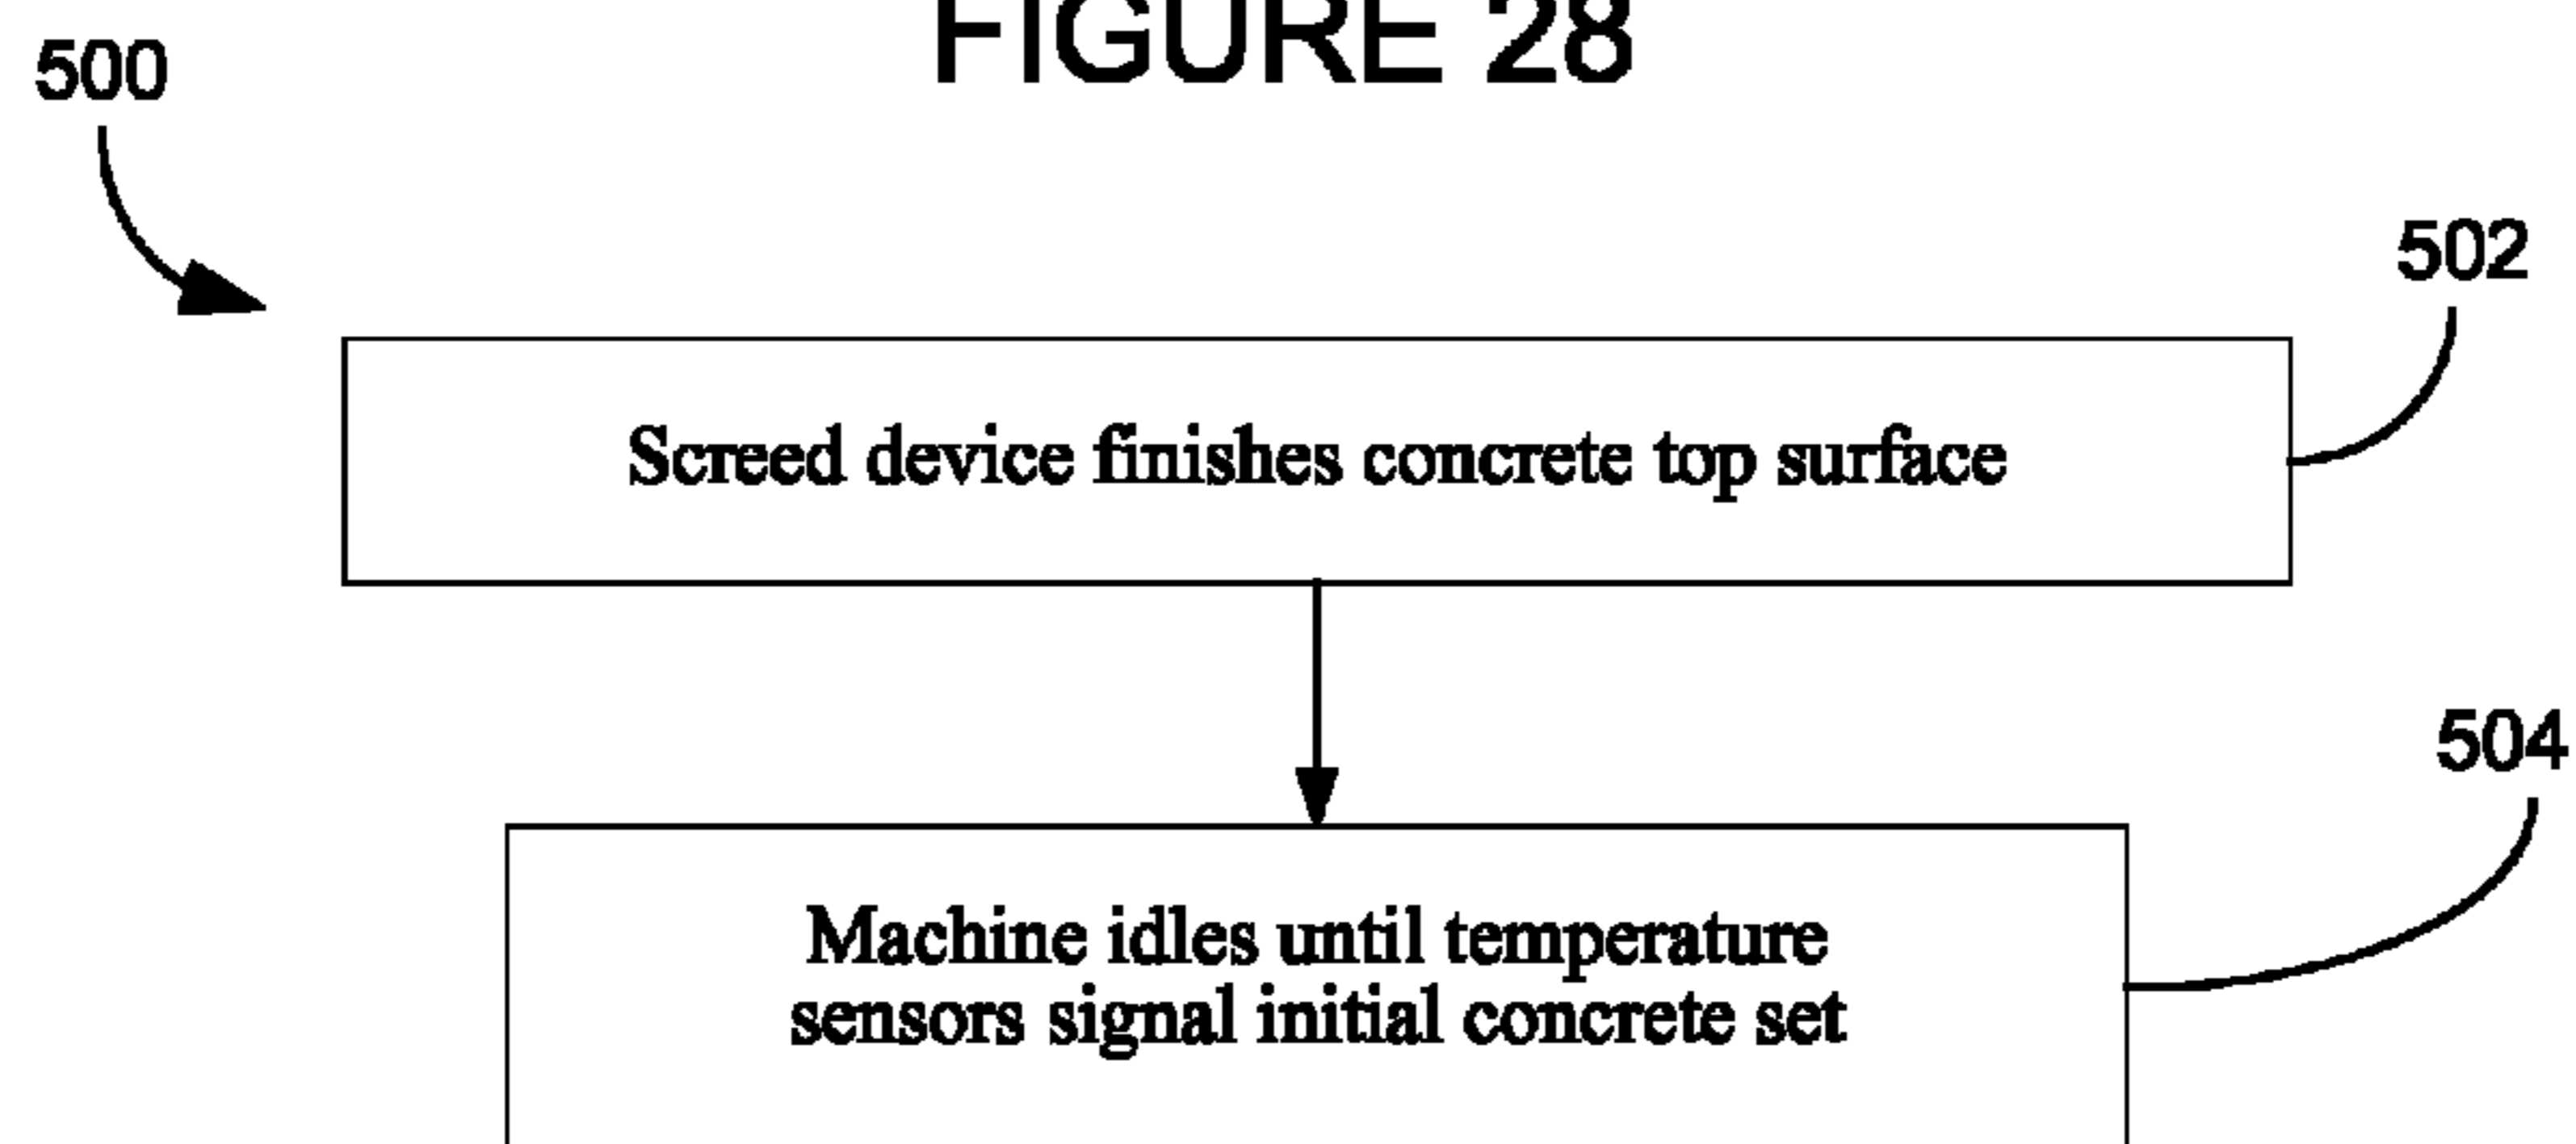 FIGURE 28
500
502
Screed device finishes concrete top surface
504
Machine idles until temperature
sensors signal initial concrete set